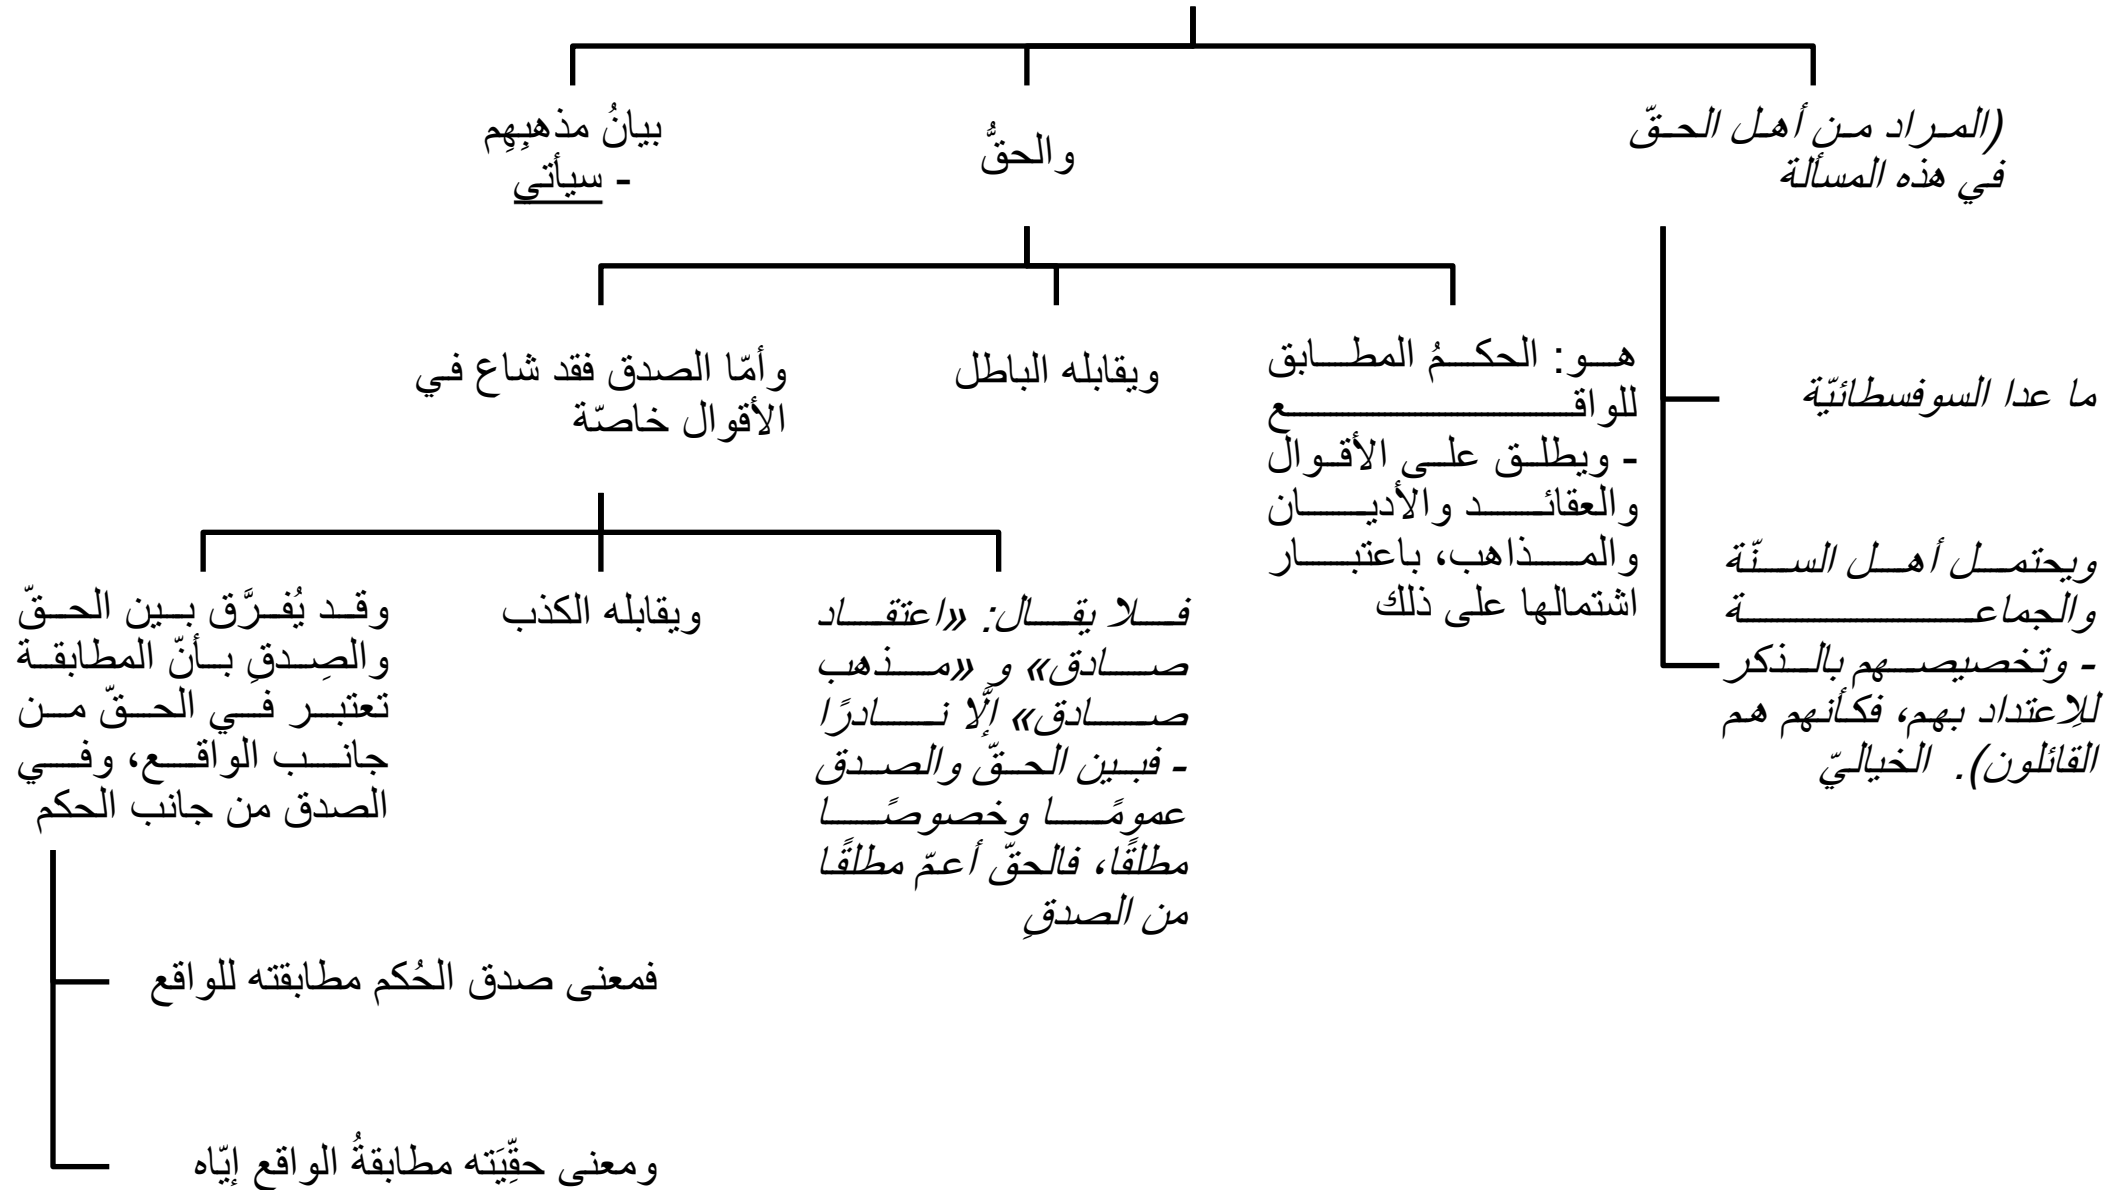 (المراد من أهل الحقّ
في هذه المسألة
والحقُّ
بيانُ مذهبِهِم
- سيأتي
ما عدا السوفسطائيّة
ويحتمل أهل السنّة
والجماعة
- وتخصيصهم بالذكر
للِاعتداد بهم، فكأنهم هم
القائلون). الخياليّ
هو: الحكمُ المطابق
للواقع
- ويطلق على الأقوال
والعقائد والأديان
والمذاهب، باعتبار
اشتمالها على ذلك
ويقابله الباطل
وأمّا الصدق فقد شاع في
الأقوال خاصّة
فلا يقال: «اعتقاد
صادق» و «مذهب
صادق» إلَّا نادرًا
- فبين الحقّ والصدق
عمومًا وخصوصًا
مطلقًا، فالحقّ أعمّ مطلقًا
من الصدقِ
ويقابله الكذب
وقد يُفرَّق بين الحقّ
والصِدقِ بأنّ المطابقة
تعتبر في الحقّ من
جانب الواقع، وفي
الصدق من جانب الحكم
فمعنى صدق الحُكم مطابقته للواقع
ومعنى حقِّيَته مطابقةُ الواقع إيّاه